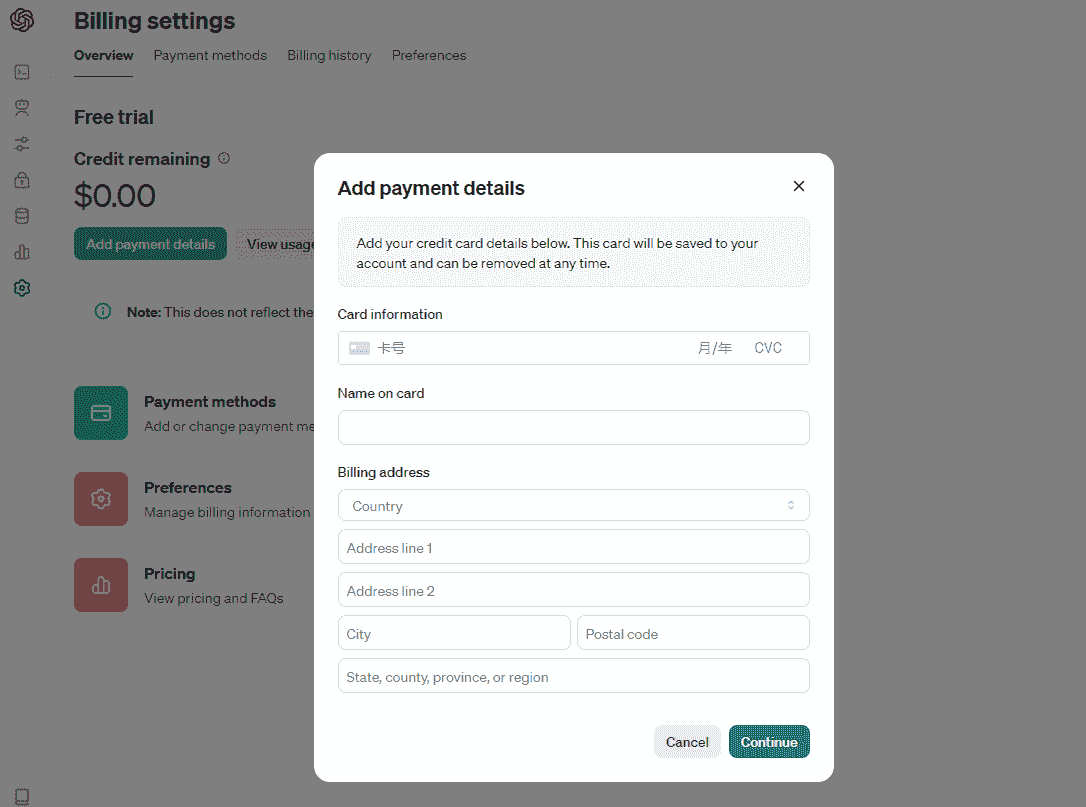 Billing settings
Overview Payment methods Billing history Preferences
Free trial
Credit remaining
$0.00
Add payment details View usage
Note: This does not reflect the
Payment methods
Add or change payment me
Preferences
Manage billing information
Pricing
View pricing and FAQs
Add payment details
Add your credit card details below. This card will be saved to your
account and can be removed at any time.
Card information
卡号 月/年 CVC
Name on card
Billing address
Country
Address line 1
Address line 2
City Postal code
State, county, province, or region
Cancel Continue